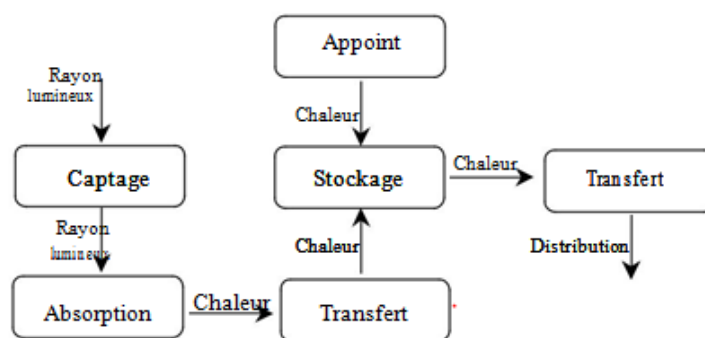 Appoint
Rayon
lumineux
Chaleur
Captage
Stockage
Chaleur
Transfert
Rayon
lumineux
Chaleur
Distribution
Absorption
Chaleur
Transfert